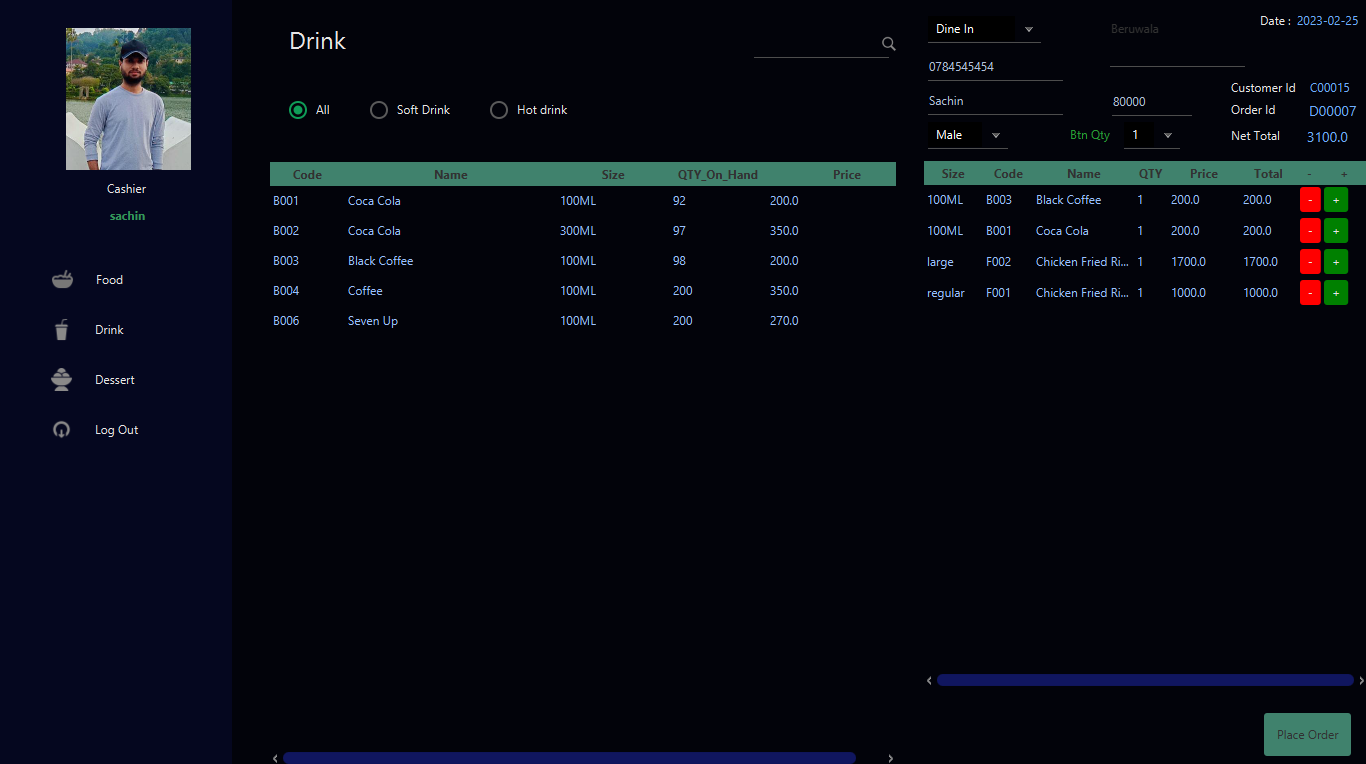 Cashier
sachin
Food
Drink
Dessert
Log Out
Drink
All Soft Drink Hot drink
Code Name Size QTY_On_Hand Price
B001 Coca Cola 100ML 92 200.0
B002 Coca Cola 300ML 97 350.0
B003 Black Coffee 100ML 98 200.0
B004 Coffee 100ML 200 350.0
B006 Seven Up 100ML 200 270.0
Dine In Beruwala Date : 2023-02-25
0784545454
Customer Id C00015
Sachin 80000
Order Id D00007
Male Btn Qty 1 Net Total 3100.0
Size Code Name QTY Price Total - +
100ML B003 Black Coffee 1 200.0 200.0 - +
100ML B001 Coca Cola 1 200.0 200.0 - +
large F002 Chicken Fried Ri... 1 1700.0 1700.0 - +
regular F001 Chicken Fried Ri... 1 1000.0 1000.0 - +
Place Order